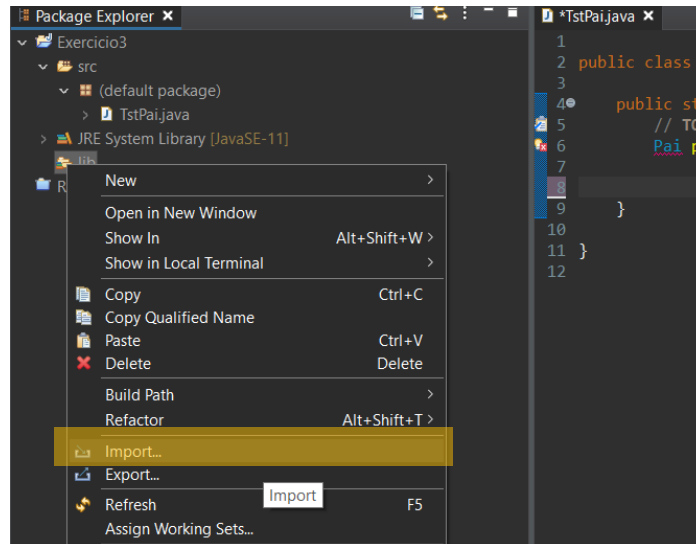 Package Explorer
*TstPai.java
Exercicio3
src
(default package)
TstPai.java
JRE System Library [JavaSE-11]
lib
R
New
Open in New Window
Show In Alt+Shift+W
Show in Local Terminal
Copy Ctrl+C
Copy Qualified Name
Paste Ctrl+V
Delete Delete
Build Path
Refactor Alt+Shift+T
Import...
Export...
Import
Refresh F5
Assign Working Sets...
1
2 public class
3
4 public st
5 // TO
6 Pai p
7
8
9 }
10
11 }
12